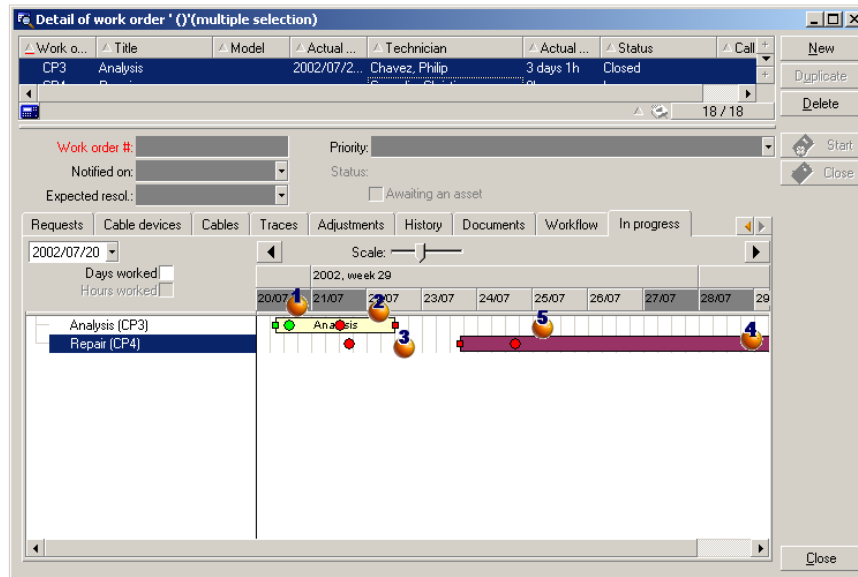 Detail of work order ' ()'(multiple selection)
Work o... Title Model Actual ... Technician Actual ... Status Call
CP3 Analysis 2002/07/2... Chavez, Philip 3 days 1h Closed
18 / 18
New
Duplicate
Delete
Start
Close
Work order #: Priority:
Notified on: Status:
Expected resol.: Awaiting an asset
Requests Cable devices Cables Traces Adjustments History Documents Workflow In progress
2002/07/20 Scale:
Days worked
Hours worked
2002, week 29
20/07 21/07 22/07 23/07 24/07 25/07 26/07 27/07 28/07 29
1 2 3 4 5
Analysis (CP3) Analysis
Repair (CP4)
Close